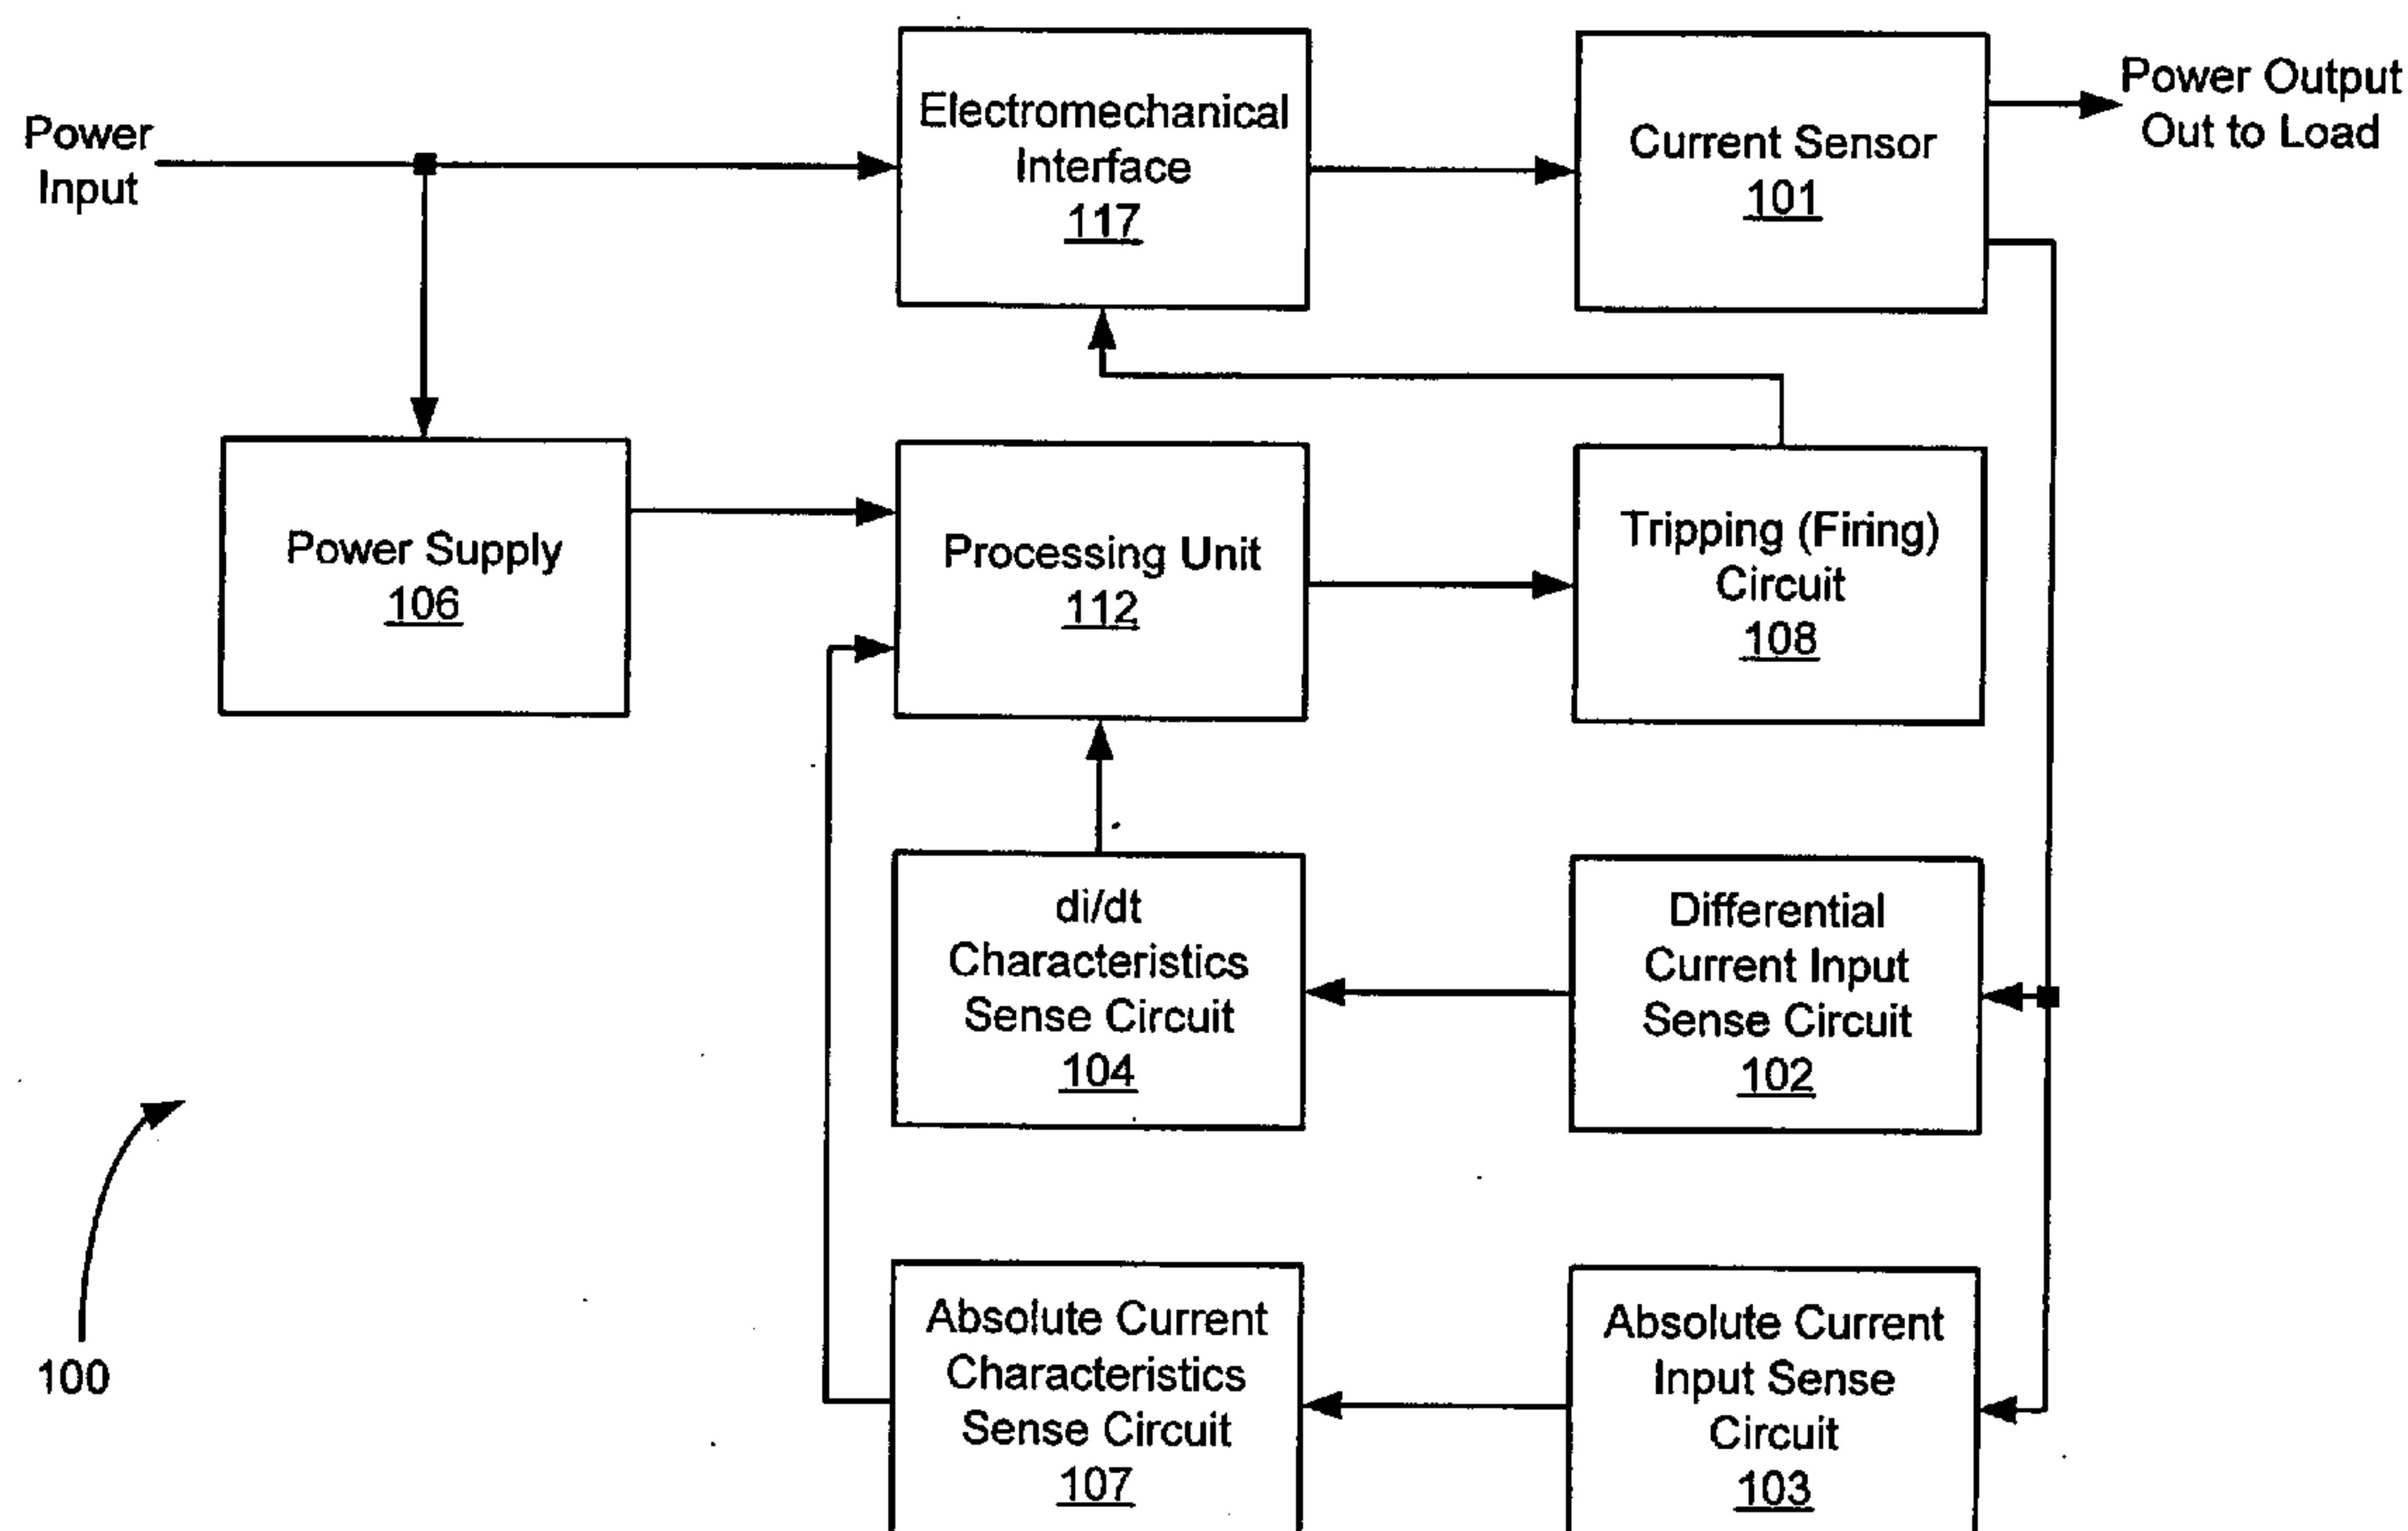 Power
Input
Electromechanical
Interface
117
Current Sensor
101
Power Output
Out to Load
Power Supply
106
Processing Unit
112
Tripping (Firing)
Circuit
108
di/dt
Characteristics
Sense Circuit
104
Differential
Current Input
Sense Circuit
102
100
Absolute Current
Characteristics
Sense Circuit
107
Absolute Current
Input Sense
Circuit
103